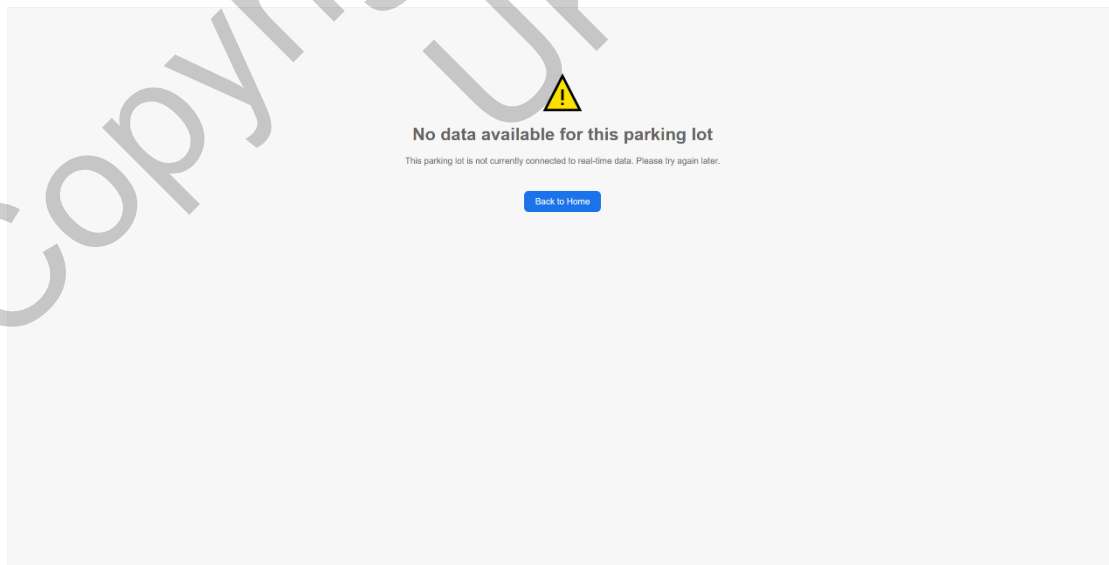 No data available for this parking lot
This parking lot is not currently connected to real-time data. Please try again later.
Back to Home